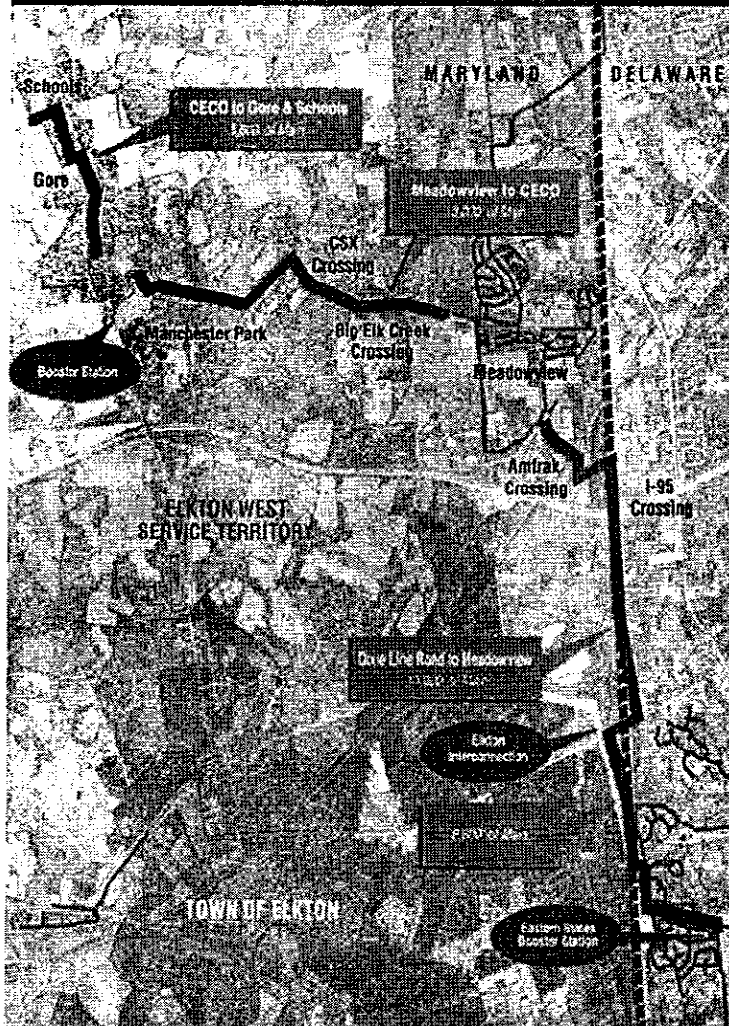 MARYLAND
DELAWARE
Schools
CECO to Gore & Schools
Gore
Meadowview to CECO
CSX
Crossing
Manchester Park
Big Elk Creek
Crossing
Booster Station
Meadowview
Amtrak
Crossing
I-95
Crossing
ELKTON WEST
SERVICE TERRITORY
Line Road to Meadowview
Elkton
Interconnection
TOWN OF ELKTON
Eastern States
Booster Station